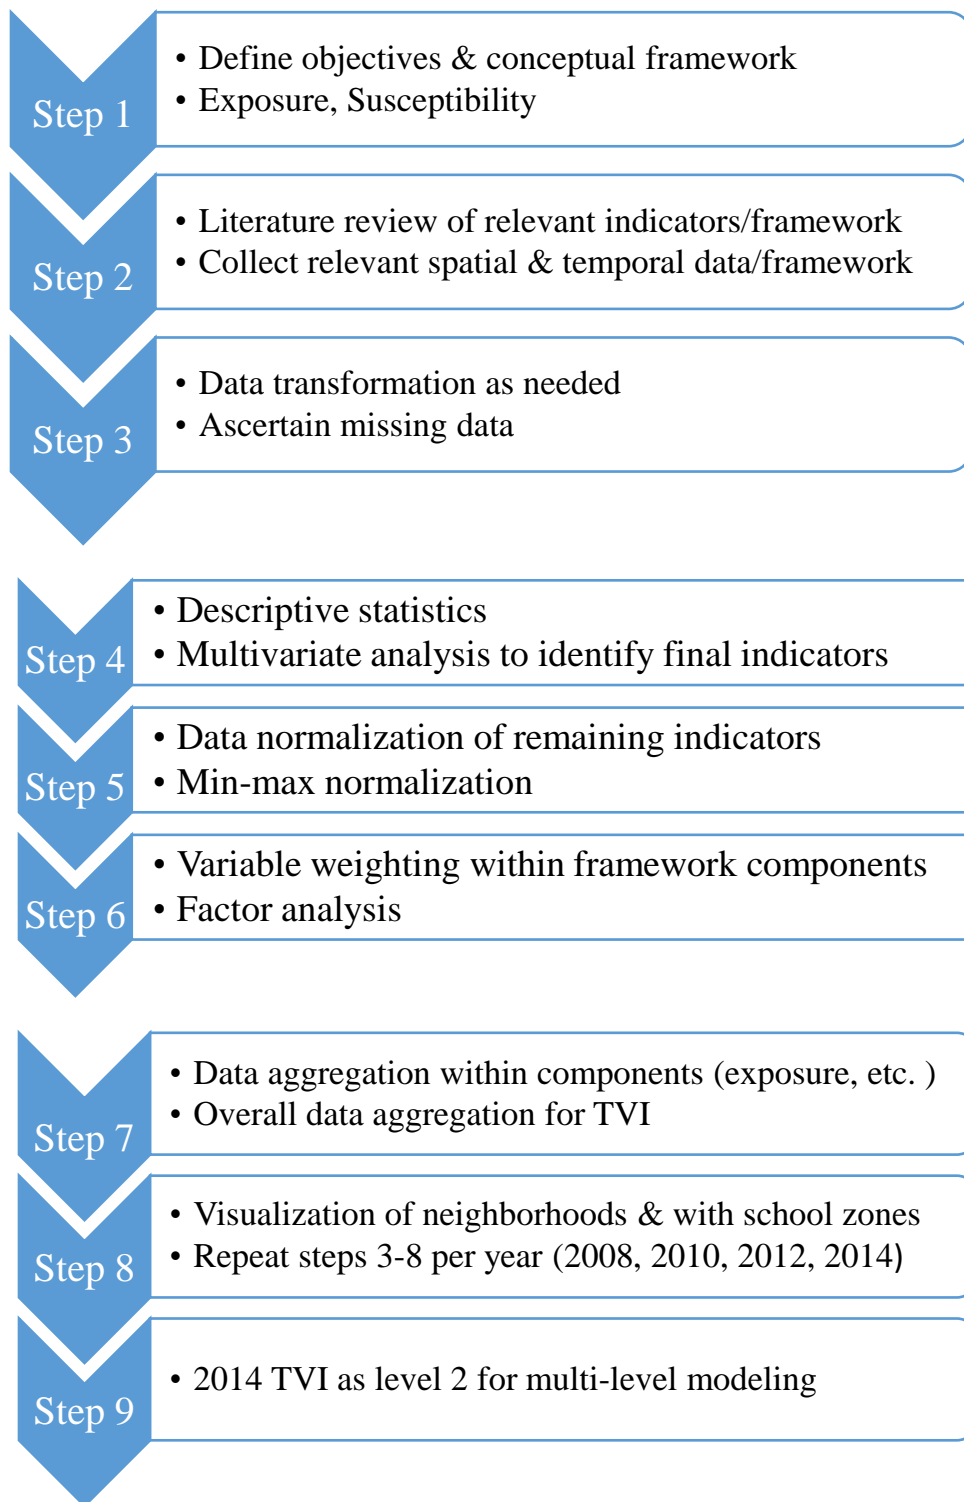 Step 1
• Define objectives & conceptual framework
• Exposure, Susceptibility
Step 2
• Literature review of relevant indicators/framework
• Collect relevant spatial & temporal data/framework
Step 3
• Data transformation as needed
• Ascertain missing data
Step 4
• Descriptive statistics
• Multivariate analysis to identify final indicators
Step 5
• Data normalization of remaining indicators
• Min-max normalization
Step 6
• Variable weighting within framework components
• Factor analysis
Step 7
• Data aggregation within components (exposure, etc. )
• Overall data aggregation for TVI
Step 8
• Visualization of neighborhoods & with school zones
• Repeat steps 3-8 per year (2008, 2010, 2012, 2014)
Step 9
• 2014 TVI as level 2 for multi-level modeling